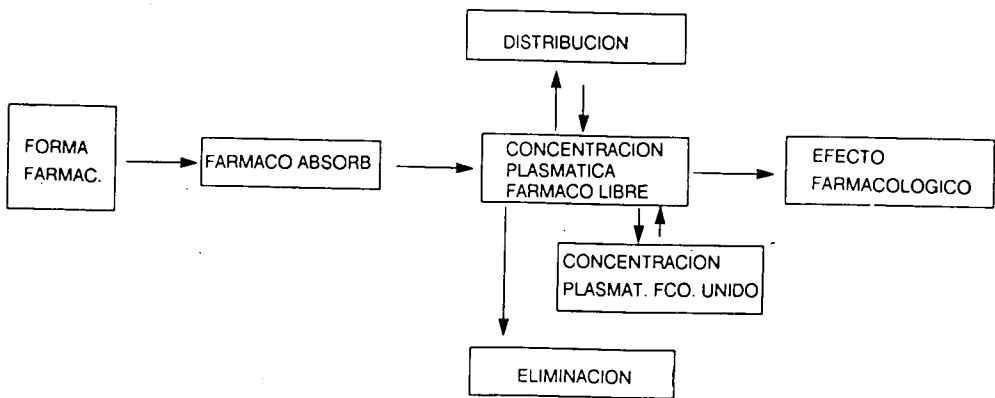 DISTRIBUCION
FORMA
FARMAC.
FARMACO ABSORB
CONCENTRACION
PLASMATICA
FARMACO LIBRE
EFECTO
FARMACOLOGICO
CONCENTRACION
PLASMAT. FCO. UNIDO
ELIMINACION